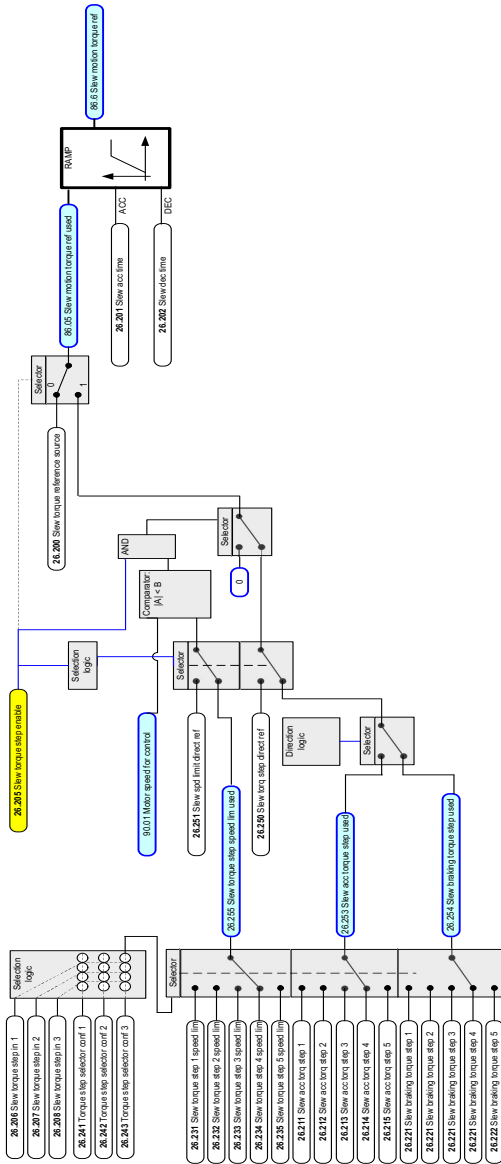 26.206 Slew torque step in 1
26.207 Slew torque step in 2
26.208 Slew torque step in 3
26.241 Torque step selector conf 1
26.242 Torque step selector conf 2
26.243 Torque step selector conf 3
Selection
logic
26.231 Slew torque step 1 speed lim
26.232 Slew torque step 2 speed lim
26.233 Slew torque step 3 speed lim
26.234 Slew torque step 4 speed lim
26.235 Slew torque step 5 speed lim
26.211 Slew acc torq step 1
26.212 Slew acc torq step 2
26.213 Slew acc torq step 3
26.214 Slew acc torq step 4
26.215 Slew acc torq step 5
26.221 Slew braking torque step 1
26.221 Slew braking torque step 2
26.221 Slew braking torque step 3
26.221 Slew braking torque step 4
26.222 Slew braking torque step 5
Selector
26.255 Slew torque step speed lim used
26.253 Slew acc torque step used
26.254 Slew braking torque step used
26.205 Slew torque step enable
90.01 Motor speed for control
26.251 Slew spd limit direct ref
26.250 Slew torq step direct ref
Direction
logic
Selector
Selection
logic
Selector
Comparator:
|A| < B
AND
0
Selector
26.200 Slew torque reference source
Selector
0
1
86.05 Slew motion torque ref used
26.201 Slew acc time
26.202 Slew dec time
ACC
DEC
RAMP
86.6 Slew motion torque ref